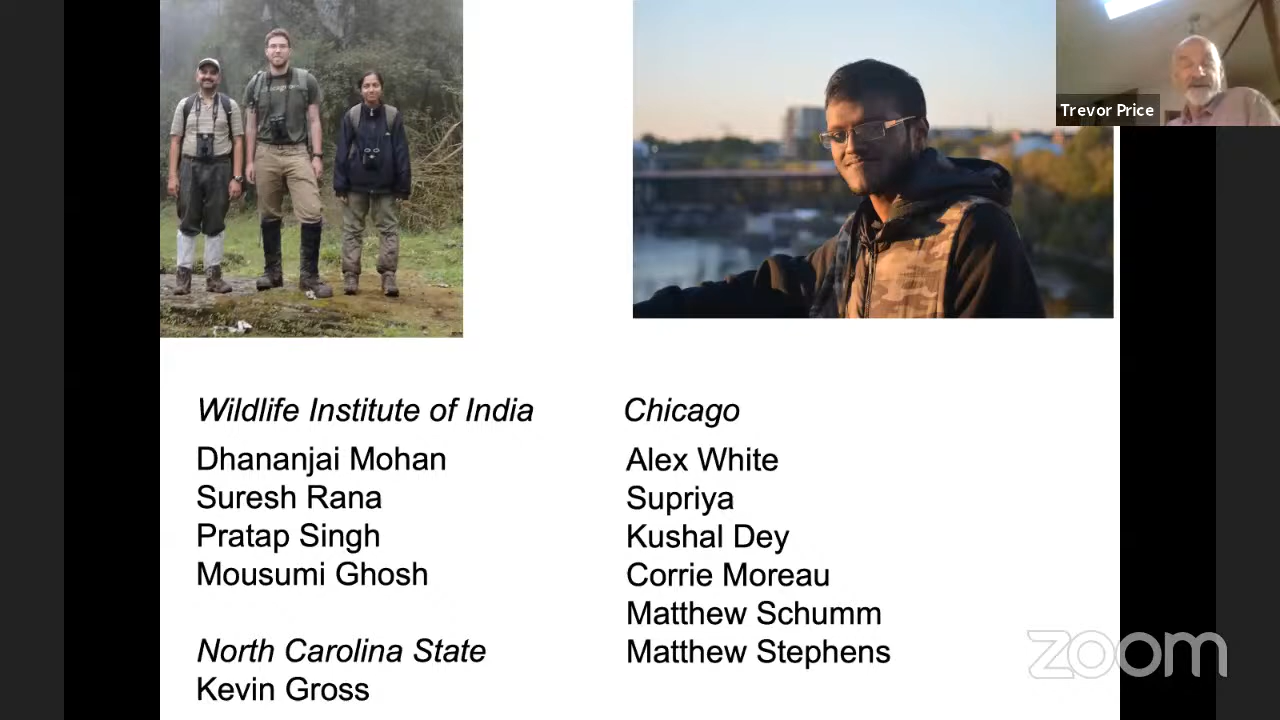 Trevor Price
Wildlife Institute of India
Dhananjai Mohan
Suresh Rana
Pratap Singh
Mousumi Ghosh
North Carolina State
Kevin Gross
Chicago
Alex White
Supriya
Kushal Dey
Corrie Moreau
Matthew Schumm
Matthew Stephens
zoom